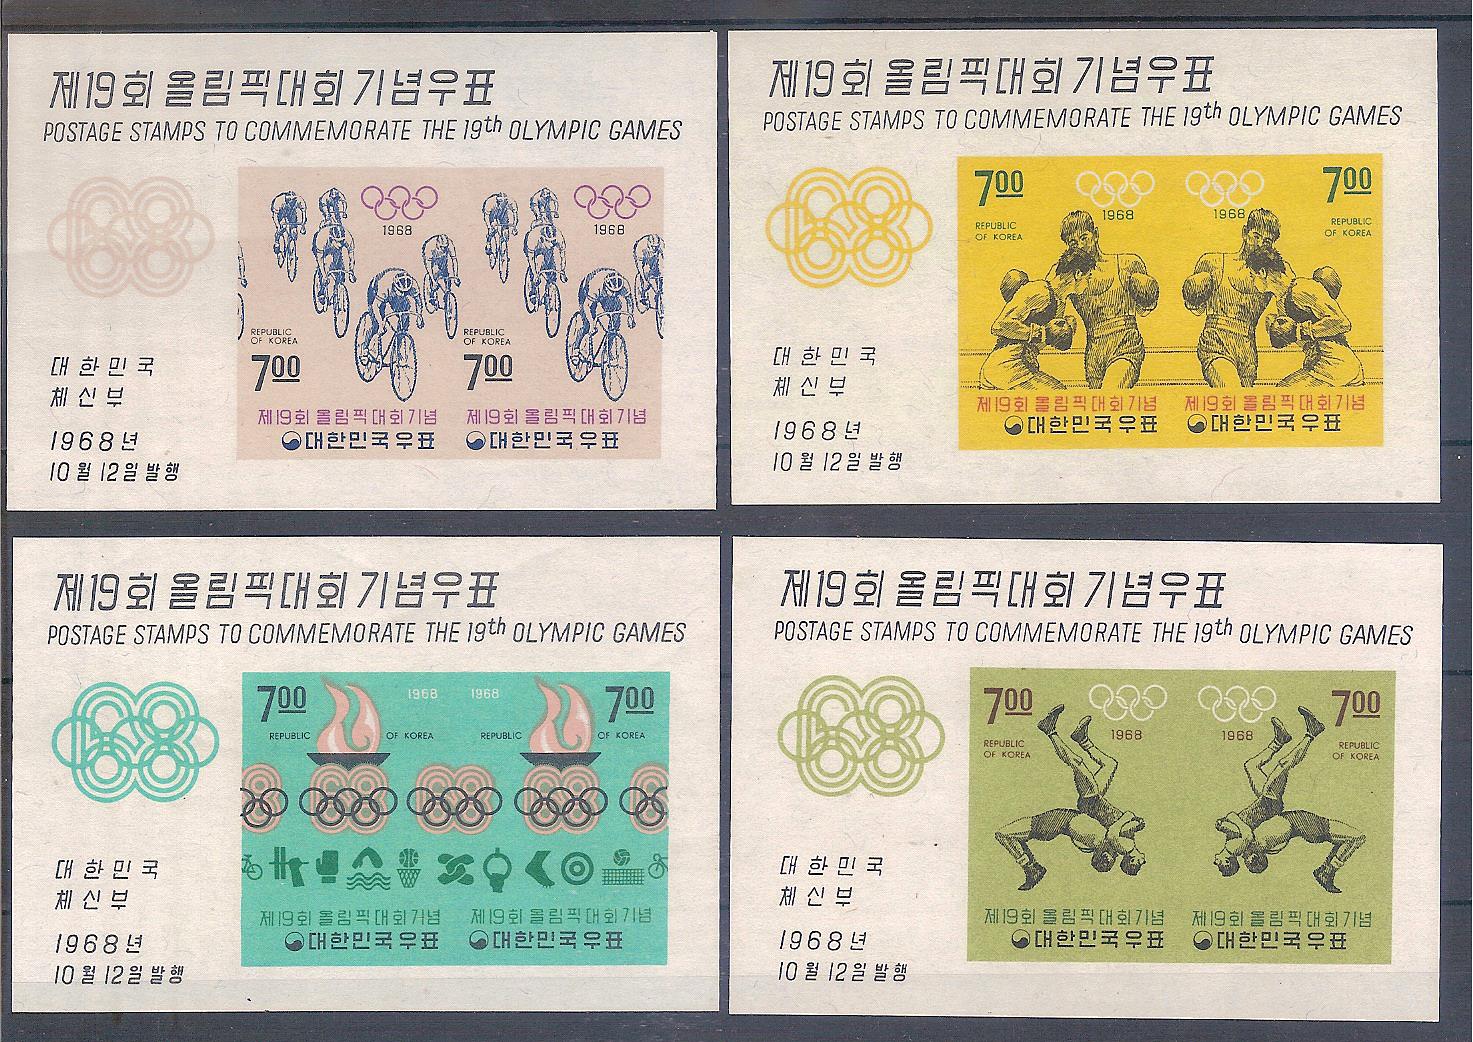 제19회 올림픽대회 기념우표
POSTAGE STAMPS TO COMMEMORATE THE 19th OLYMPIC GAMES
68
1968
1968
REPUBLIC OF KOREA
700
REPUBLIC OF KOREA
700
제19회 올림픽대회기념
제19회 올림픽대회기념
대한민국우표
대한민국우표
대한민국
체신부
1968년
10월 12일 발행
제19회 올림픽대회 기념우표
POSTAGE STAMPS TO COMMEMORATE THE 19th OLYMPIC GAMES
68
700
1968
1968
700
REPUBLIC
OF KOREA
REPUBLIC
OF KOREA
제19회 올림픽대회기념
제19회 올림픽대회기념
대한민국우표
대한민국우표
대한민국
체신부
1968년
10월 12일 발행
제19회 올림픽대회 기념우표
POSTAGE STAMPS TO COMMEMORATE THE 19th OLYMPIC GAMES
68
700
1968
1968
700
REPUBLIC OF KOREA
REPUBLIC OF KOREA
68
68
68
제19회 올림픽대회기념
제19회 올림픽대회기념
대한민국우표
대한민국우표
대한민국
체신부
1968년
10월 12일 발행
제19회 올림픽대회 기념우표
POSTAGE STAMPS TO COMMEMORATE THE 19th OLYMPIC GAMES
68
700
1968
1968
700
REPUBLIC
OF KOREA
REPUBLIC
OF KOREA
제19회 올림픽대회기념
제19회 올림픽대회기념
대한민국우표
대한민국우표
대한민국
체신부
1968년
10월 12일 발행